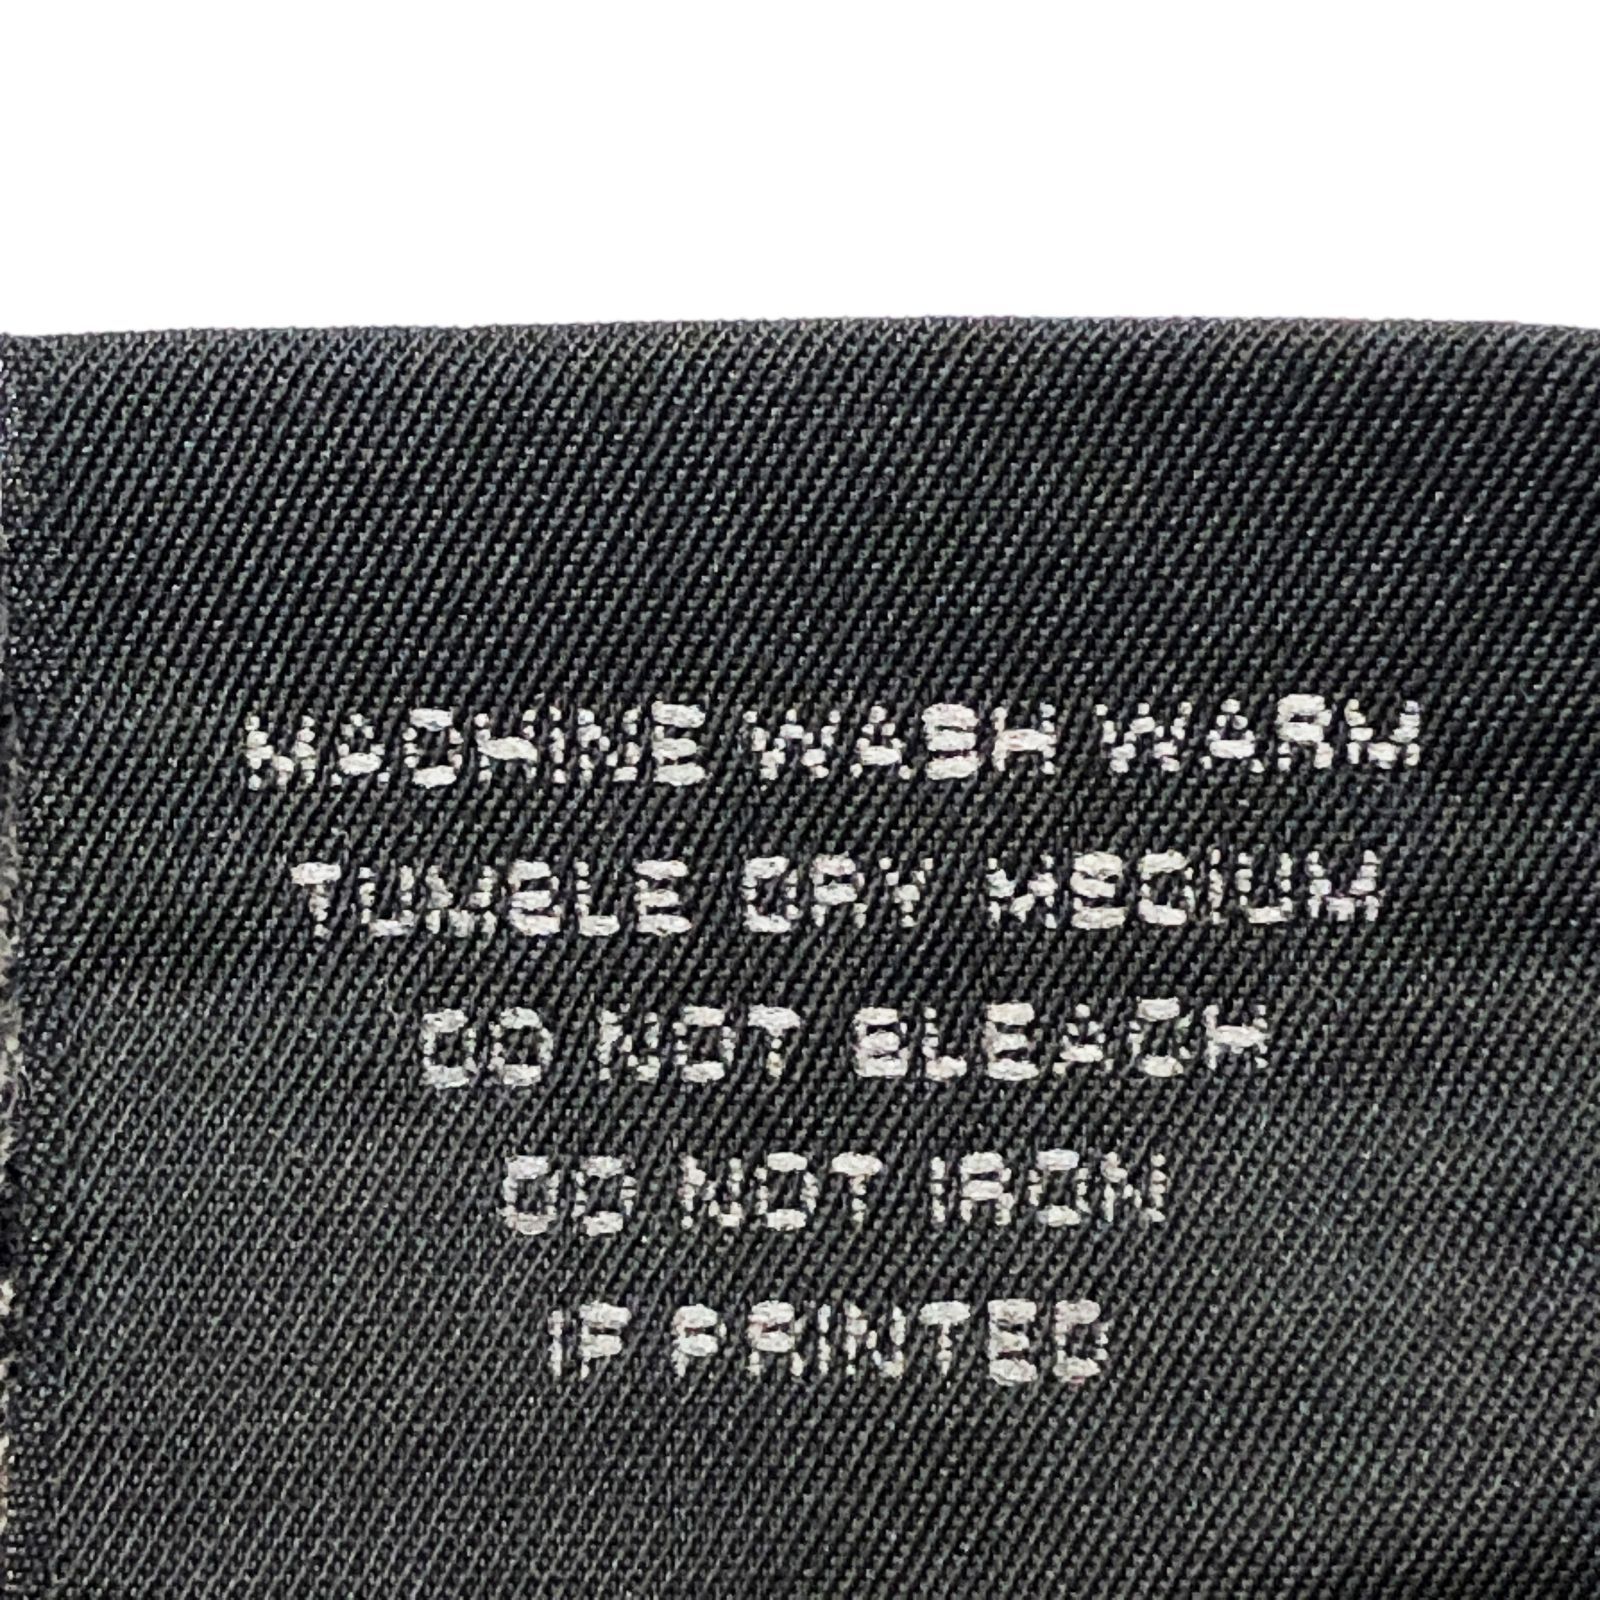 MACHINE WASH WARM
TUMBLE DRY MEDIUM
DO NOT BLEACH
DO NOT IRON
IF PRINTED